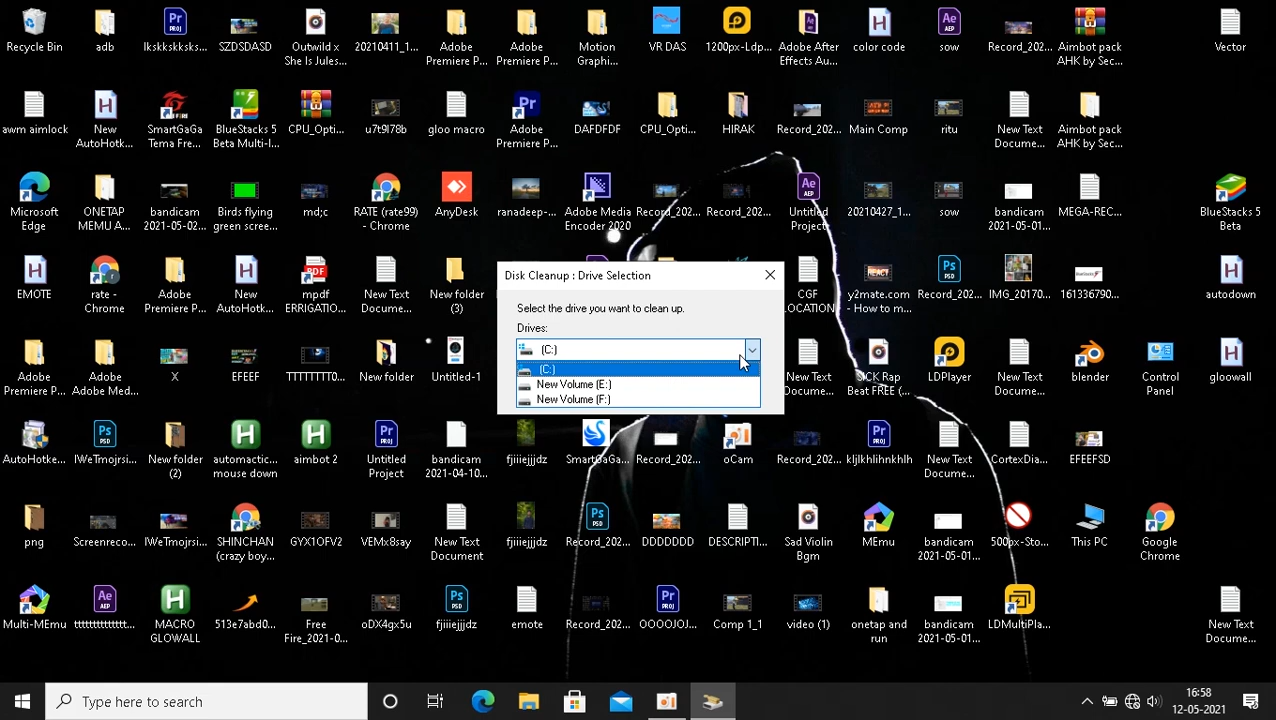 Recycle Bin
adb
lkskkskksks...
SZDSDASD
Outwild x
She Is Jules...
20210411_1...
Adobe
Premiere P...
Adobe
Premiere P...
Motion
Graphi...
VR DAS
1200px-Ldp...
Adobe After
Effects Au...
color code
sow
Record_202...
Aimbot pack
AHK by Sec...
Vector
awm aimlock
New
AutoHotk...
SmartGaGa
Tema Fre...
BlueStacks 5
Beta Multi-I...
CPU_Opti...
u7t9l78b
gloo macro
Adobe
Premiere P...
DAFDFDF
CPU_Opti...
HIRAK
Record_202...
Main Comp
ritu
New Text
Docume...
Aimbot pack
AHK by Sec...
Microsoft
Edge
ONETAP
MEMU A...
bandicam
2021-05-02...
Birds flying
green scree...
md;c
RATE (rate99)
- Chrome
AnyDesk
ranadeep-...
Adobe Media
Encoder 2020
Record_202...
Record_202...
Untitled
Project
20210427_1...
sow
bandicam
2021-05-01...
MEGA-REC...
BlueStacks 5
Beta
EMOTE
rate -
Chrome
Adobe
Premiere P...
New
AutoHotk...
mpdf
ERRIGATIO...
New Text
Docume...
New folder
(3)
Disk Cleanup : Drive Selection
Select the drive you want to clean up.
Drives:
(C:)
(C:)
New Volume (E:)
New Volume (F:)
CGF
LOCATION
y2mate.com
- How to m...
Record_202...
IMG_20170...
161336790...
autodown
Adobe
Premiere P...
Adobe
Adobe Med...
X
EFEEF
TTTTTTTT0...
New folder
Untitled-1
New Text
Docume...
SICK Rap
Beat FREE (...
LDPlayer
blender
Control
Panel
gloowall
AutoHotke...
IWeTmojrsi...
New folder
(2)
automactic...
mouse down
aimbot 2
Untitled
Project
bandicam
2021-04-10...
fjiiiejjjdz
SmartGaGa...
Record_202...
oCam
Record_202...
kljlkhlihnkhlh
New Text
Docume...
CortexDia...
EFEEFSD
pngs
Screenreco...
IWeTmojrsi...
SHINCHAN
(crazy boy...
GYX1OFV2
VEMx8say
New Text
Document
fjiiiejjjdz
Record_202...
DDDDDDD
DESCRIPTI...
Sad Violin
Bgm
MEmu
bandicam
2021-05-01...
500px-Sto...
This PC
Google
Chrome
Multi-MEmu
ttttttttttttttt...
MACRO
GLOWALL
513e7abd0...
Free
Fire_2021-0...
oDX4gx5u
fjiiiejjjdz
emote
Record_202...
OOOOJOJ...
Comp 1_1
video (1)
onetap and
run
bandicam
2021-05-01...
LDMultiPla...
New Text
Docume...
Type here to search
16:58
12-05-2021